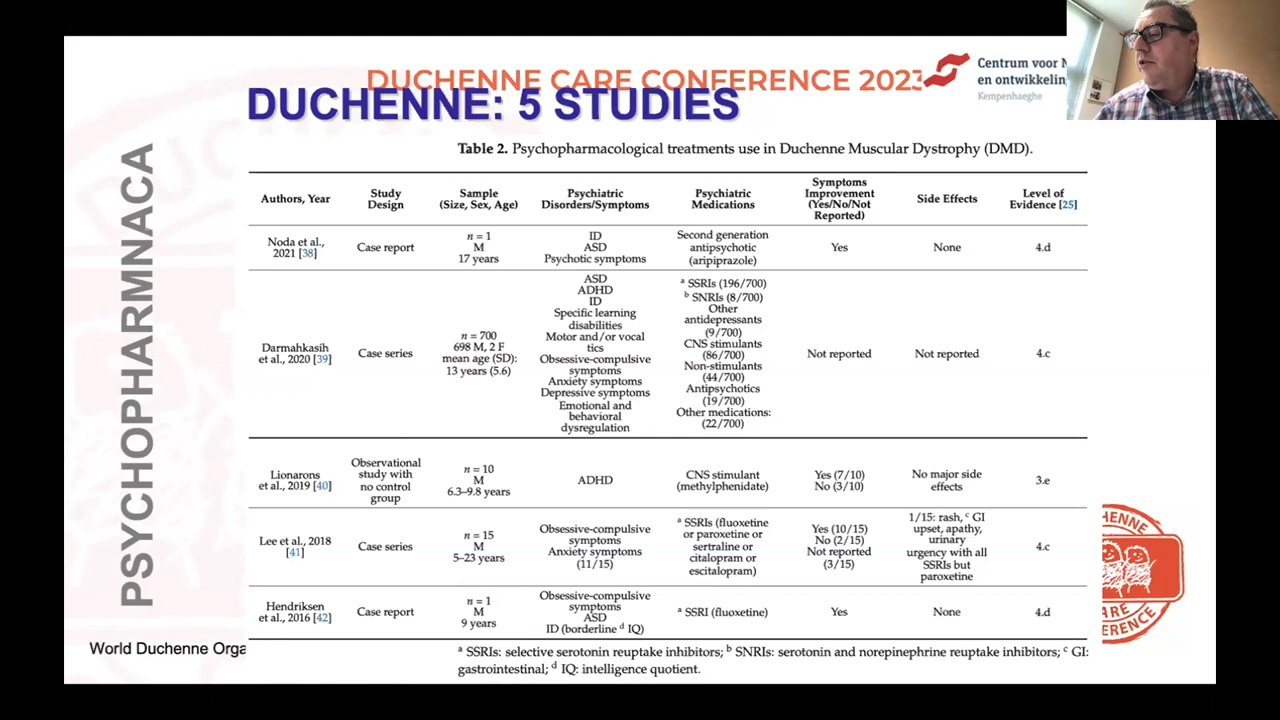 DUCHENNE CARE CONFERENCE 2023
Centrum voor
en ontwikkelin
Kempenhaeghe
DUCHENNE: 5 STUDIES
PSYCHOPHARMNACA
Table 2. Psychopharmacological treatments use in Duchenne Muscular Dystrophy (DMD).
Authors, Year
Study
Design
Sample
(Size, Sex, Age)
Psychiatric
Disorders/Symptoms
Psychiatric
Medications
Symptoms
Improvement
(Yes/No/Not
Reported)
Side Effects
Level of
Evidence [25]
Noda et al.,
2021 [38]
Case report
n = 1
M
17 years
ID
ASD
Psychotic symptoms
Second generation
antipsychotic
(aripiprazole)
Yes
None
4.d
Darmahkasih
et al., 2020 [39]
Case series
n = 700
698 M, 2 F
mean age (SD):
13 years (5.6)
ASD
ADHD
ID
Specific learning
disabilities
Motor and/or vocal
tics
Obsessive-compulsive
symptoms
Anxiety symptoms
Depressive symptoms
Emotional and
behavioral
dysregulation
a SSRIs (196/700)
b SNRIs (8/700)
Other
antidepressants
(9/700)
CNS stimulants
(86/700)
Non-stimulants
(44/700)
Antipsychotics
(19/700)
Other medications:
(22/700)
Not reported
Not reported
4.c
Lionarons
et al., 2019 [40]
Observational
study with
no control
group
n = 10
M
6.3–9.8 years
ADHD
CNS stimulant
(methylphenidate)
Yes (7/10)
No (3/10)
No major side
effects
3.e
Lee et al., 2018
[41]
Case series
n = 15
M
5–23 years
Obsessive-compulsive
symptoms
Anxiety symptoms
(11/15)
a SSRIs (fluoxetine
or paroxetine or
sertraline or
citalopram or
escitalopram)
Yes (10/15)
No (2/15)
Not reported
(3/15)
1/15: rash, c GI
upset, apathy,
urinary
urgency with all
SSRIs but
paroxetine
4.c
Hendriksen
et al., 2016 [42]
Case report
n = 1
M
9 years
Obsessive-compulsive
symptoms
ASD
ID (borderline d IQ)
a SSRI (fluoxetine)
Yes
None
4.d
a SSRIs: selective serotonin reuptake inhibitors; b SNRIs: serotonin and norepinephrine reuptake inhibitors; c GI:
gastrointestinal; d IQ: intelligence quotient.
World Duchenne Orga
HENNE
ARE
FERENCE